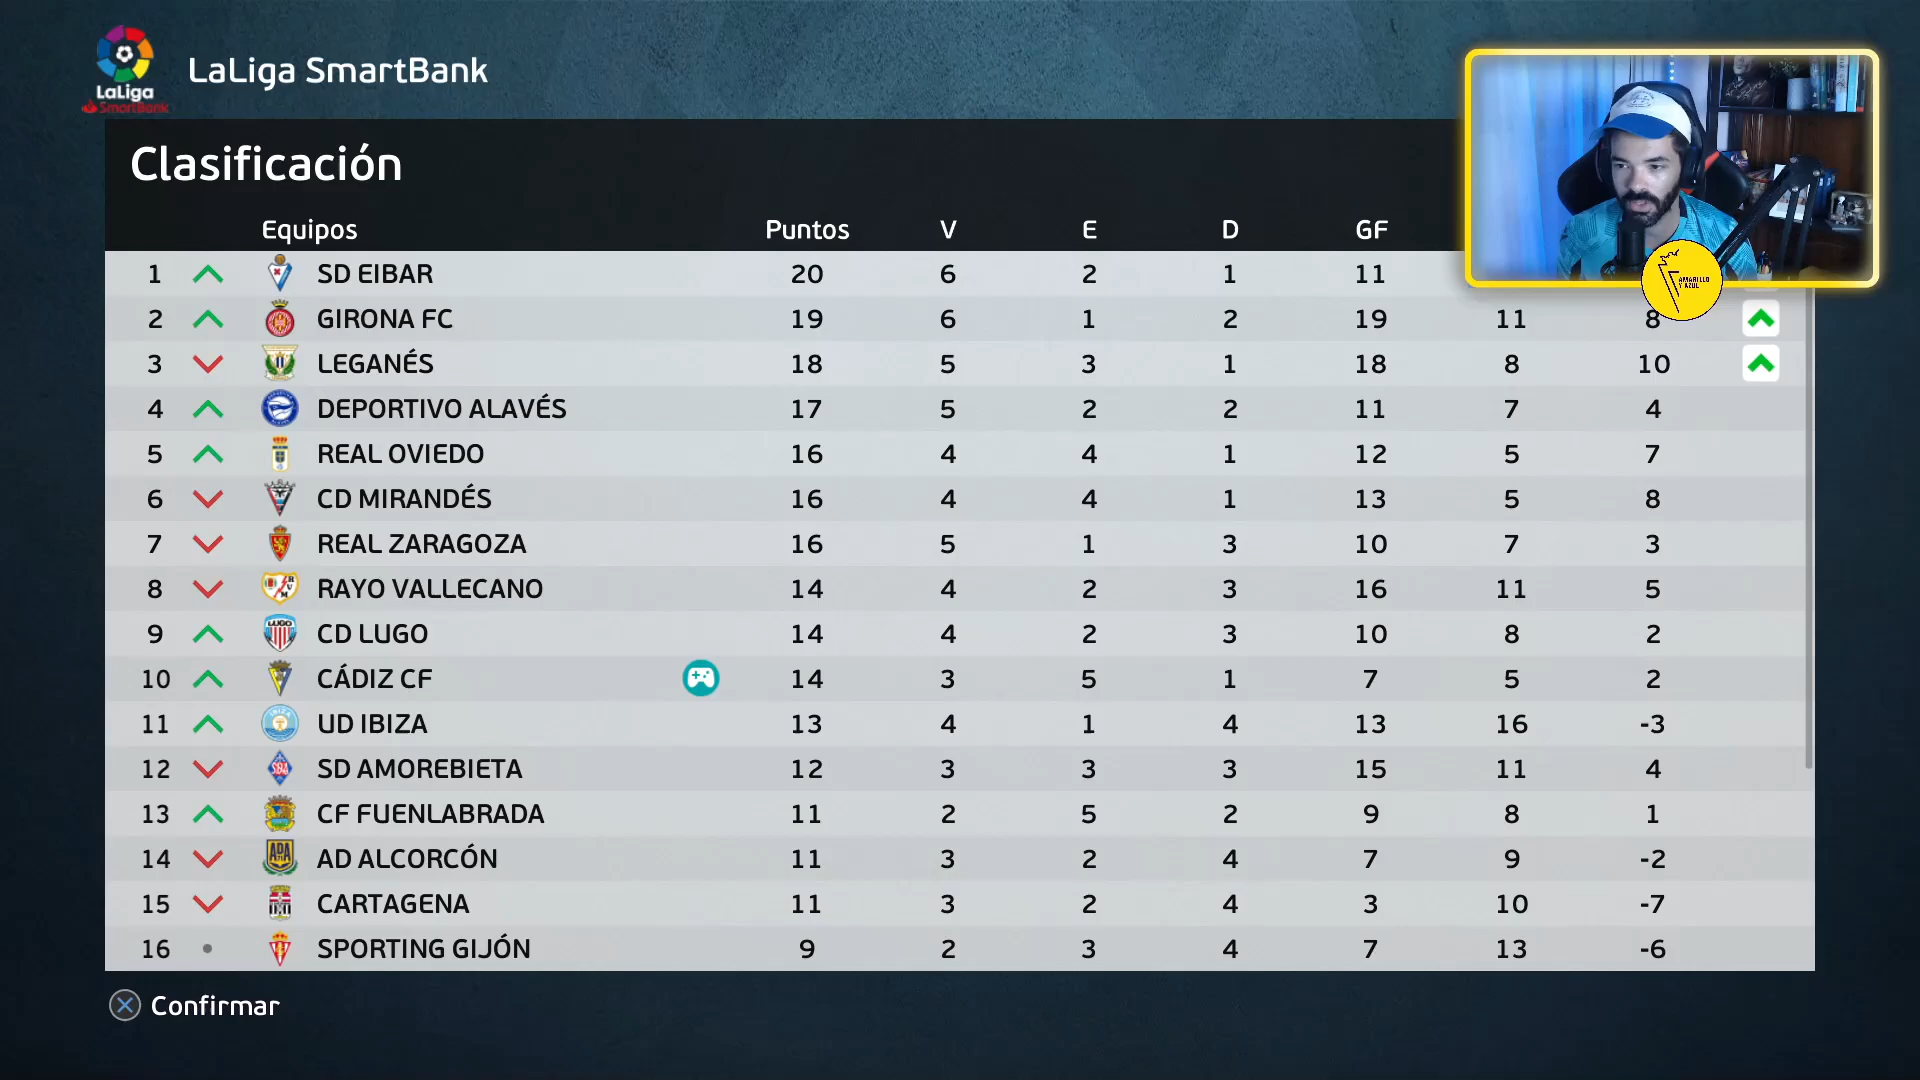 LaLiga SmartBank
LaLiga
SmartBank
Clasificación
Equipos Puntos V E D GF
1 SD EIBAR 20 6 2 1 11
2 GIRONA FC 19 6 1 2 19 11 8
3 LEGANÉS 18 5 3 1 18 8 10
4 DEPORTIVO ALAVÉS 17 5 2 2 11 7 4
5 REAL OVIEDO 16 4 4 1 12 5 7
6 CD MIRANDÉS 16 4 4 1 13 5 8
7 REAL ZARAGOZA 16 5 1 3 10 7 3
8 RAYO VALLECANO 14 4 2 3 16 11 5
9 CD LUGO 14 4 2 3 10 8 2
10 CÁDIZ CF 14 3 5 1 7 5 2
11 UD IBIZA 13 4 1 4 13 16 -3
12 SD AMOREBIETA 12 3 3 3 15 11 4
13 CF FUENLABRADA 11 2 5 2 9 8 1
14 AD ALCORCÓN 11 3 2 4 7 9 -2
15 CARTAGENA 11 3 2 4 3 10 -7
16 SPORTING GIJÓN 9 2 3 4 7 13 -6
Confirmar
AMARILLO
Y AZUL